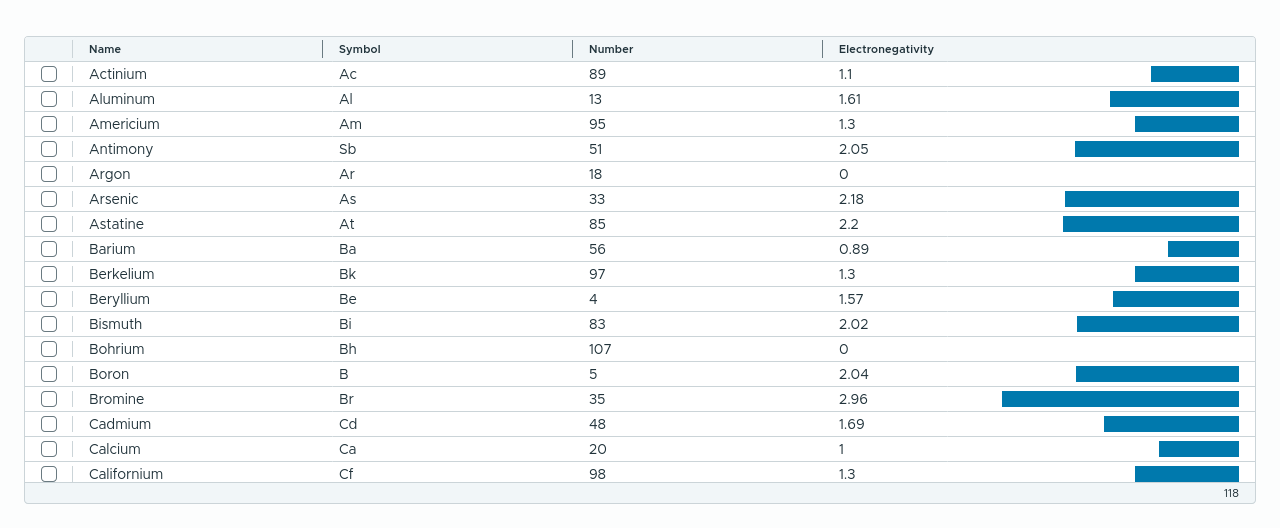 Name Symbol Number Electronegativity
Actinium Ac 89 1.1
Aluminum Al 13 1.61
Americium Am 95 1.3
Antimony Sb 51 2.05
Argon Ar 18 0
Arsenic As 33 2.18
Astatine At 85 2.2
Barium Ba 56 0.89
Berkelium Bk 97 1.3
Beryllium Be 4 1.57
Bismuth Bi 83 2.02
Bohrium Bh 107 0
Boron B 5 2.04
Bromine Br 35 2.96
Cadmium Cd 48 1.69
Calcium Ca 20 1
Californium Cf 98 1.3
118